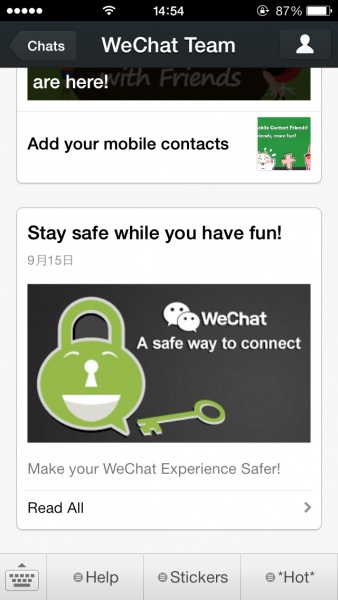 14:54
87%
Chats
WeChat Team
with Friends
are here!
Add your mobile contacts
Mobile Contact Friends!
friends, more fun!
Stay safe while you have fun!
9月15日
WeChat
A safe way to connect
Make your WeChat Experience Safer!
Read All
Help
Stickers
*Hot*